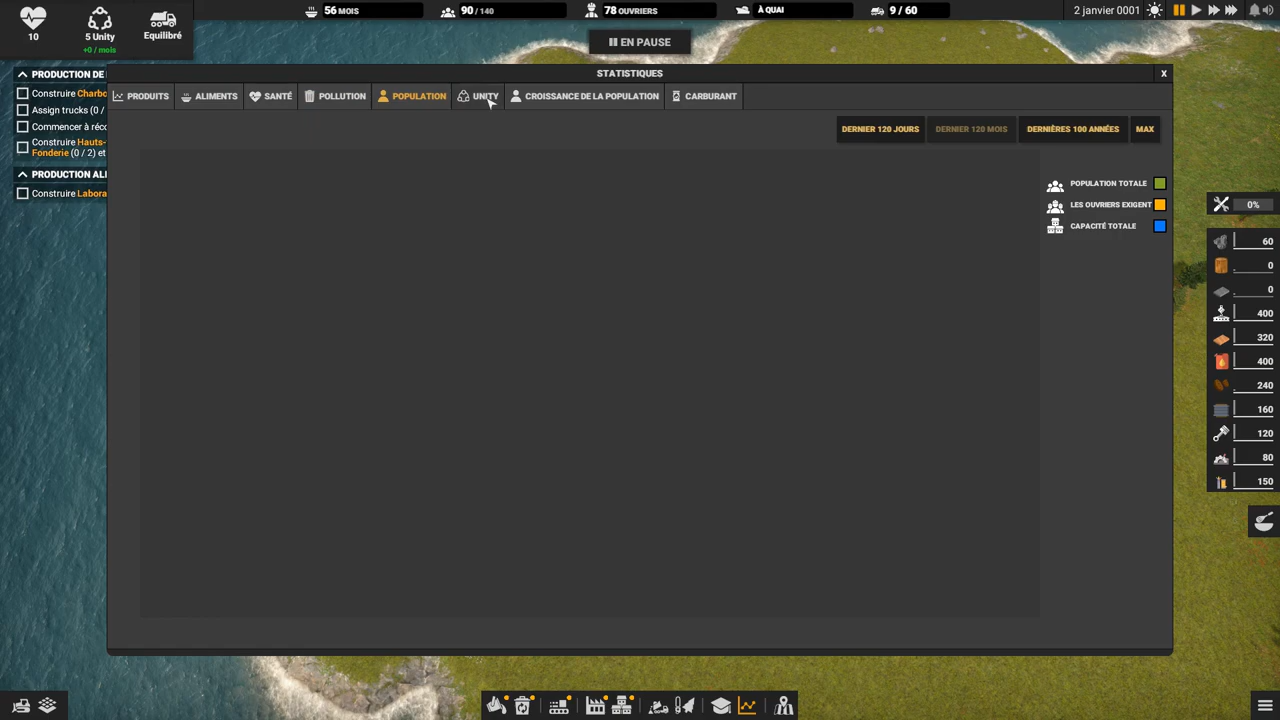 56 MOIS
90 / 140
78 OUVRIERS
À QUAI
9 / 60
2 janvier 0001
10
5 Unity
+0 / mois
Equilibré
EN PAUSE
STATISTIQUES
X
PRODUCTION DE
Construire Charbo
Assign trucks (0 /
Commencer à réco
Construire Hauts-
Fonderie (0 / 2) et
PRODUCTION ALI
Construire Labora
PRODUITS
ALIMENTS
SANTÉ
POLLUTION
POPULATION
UNITY
CROISSANCE DE LA POPULATION
CARBURANT
DERNIER 120 JOURS
DERNIER 120 MOIS
DERNIÈRES 100 ANNÉES
MAX
POPULATION TOTALE
LES OUVRIERS EXIGENT
CAPACITÉ TOTALE
0%
60
0
0
400
320
400
240
160
120
80
150